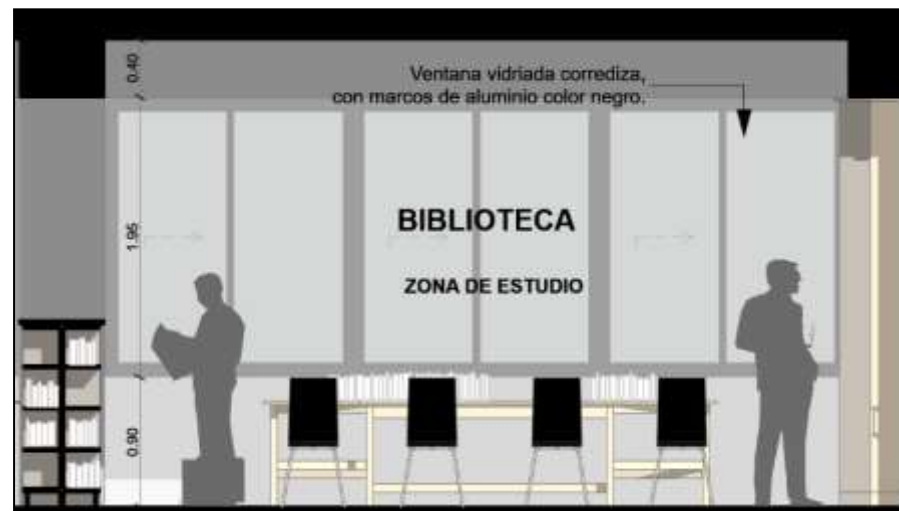 0.40
Ventana vidriada corrediza,
con marcos de aluminio color negro.
1.95
BIBLIOTECA
ZONA DE ESTUDIO
0.90